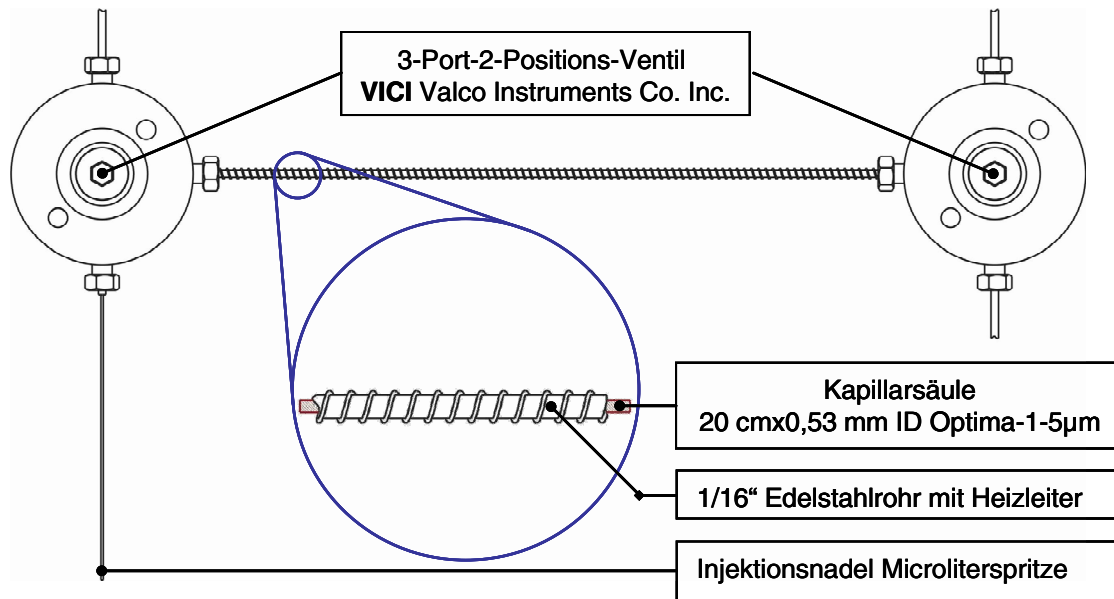 3-Port-2-Positions-Ventil
VICI Valco Instruments Co. Inc.
Kapillarsäule
20 cmx0,53 mm ID Optima-1-5µm
1/16“ Edelstahlrohr mit Heizleiter
Injektionsnadel Microliterspritze